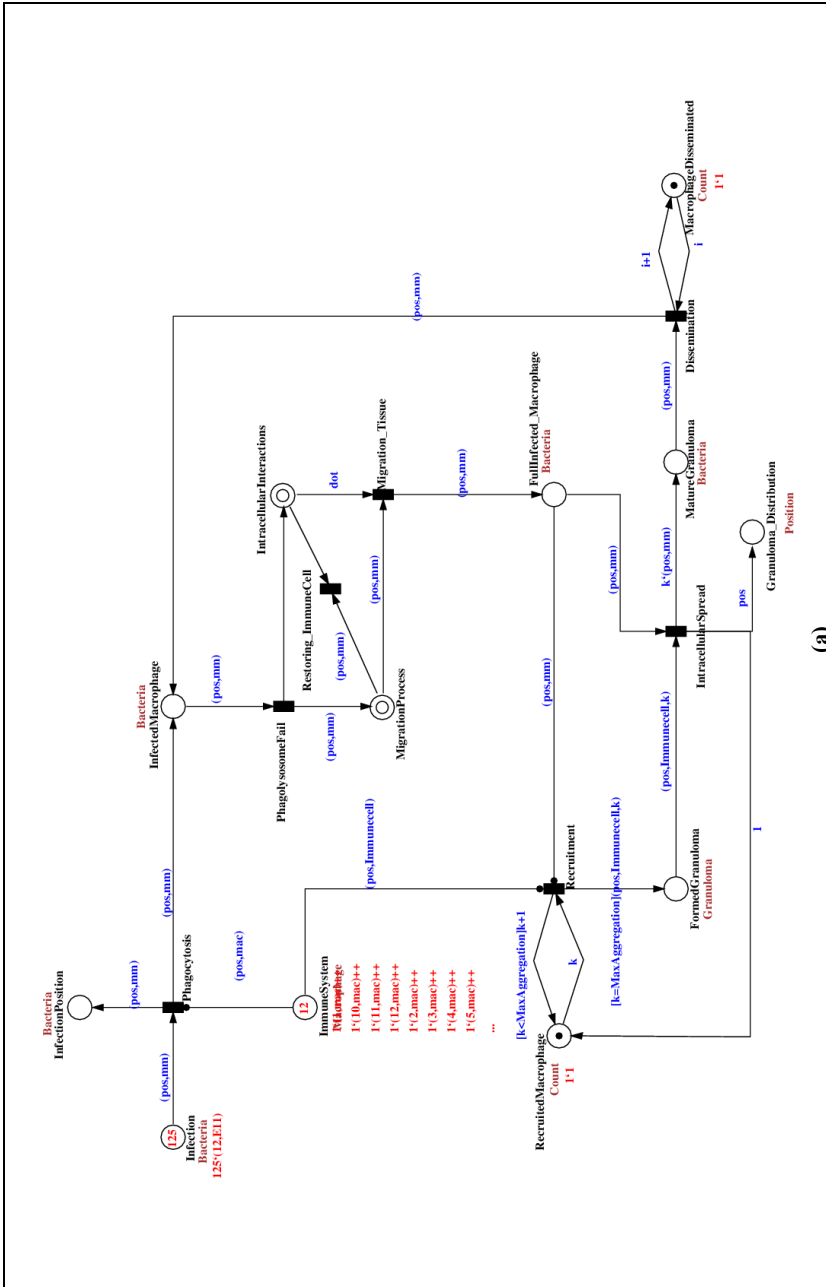 Bacteria
InfectionPosition
(pos,mm)
Bacteria
InfectedMacrophage
(pos,mm)
(pos,mm)
Phagocytosis
125
Infection
Bacteria
125`(12,E11)
(pos,mac)
(pos,mm)
PhagolysosomeFail
IntracellularInteractions
12
ImmuneSystem
Macrophage
1`(10,mac)++
1`(11,mac)++
1`(12,mac)++
1`(2,mac)++
1`(3,mac)++
1`(4,mac)++
1`(5,mac)++
...
(pos,Immunecell)
Restoring_ImmuneCell
(pos,mm)
(pos,mm)
dot
(pos,mm)
Migration_Tissue
MigrationProcess
(pos,mm)
(pos,mm)
(pos,mm)
FullInfected_Macrophage
Bacteria
[k<MaxAggregation]k+1
k
Recruitment
RecruitedMacrophage
Count
1`1
(pos,mm)
[k=MaxAggregation](pos,Immunecell,k)
(pos,mm)
i+1
i
MacrophageDisseminated
Count
1`1
(pos,Immunecell,k)
k`(pos,mm)
(pos,mm)
FormedGranuloma
Granuloma
IntracellularSpread
MatureGranuloma
Bacteria
Dissemination
pos
1
Granuloma_Distribution
Position
(a)